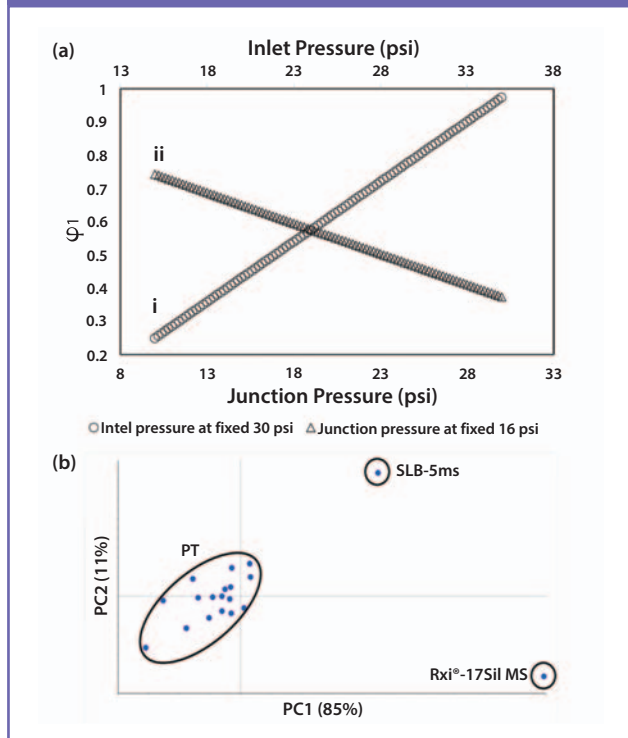 (a)
Inlet Pressure (psi)
13 18 23 28 33 38
1
0.9
0.8
0.7
0.6
0.5
0.4
0.3
0.2
φ1
ii
i
8 13 18 23 28 33
Junction Pressure (psi)
Intel pressure at fixed 30 psi Junction pressure at fixed 16 psi
(b)
SLB-5ms
PT
PC2 (11%)
Rxi®-17Sil MS
PC1 (85%)